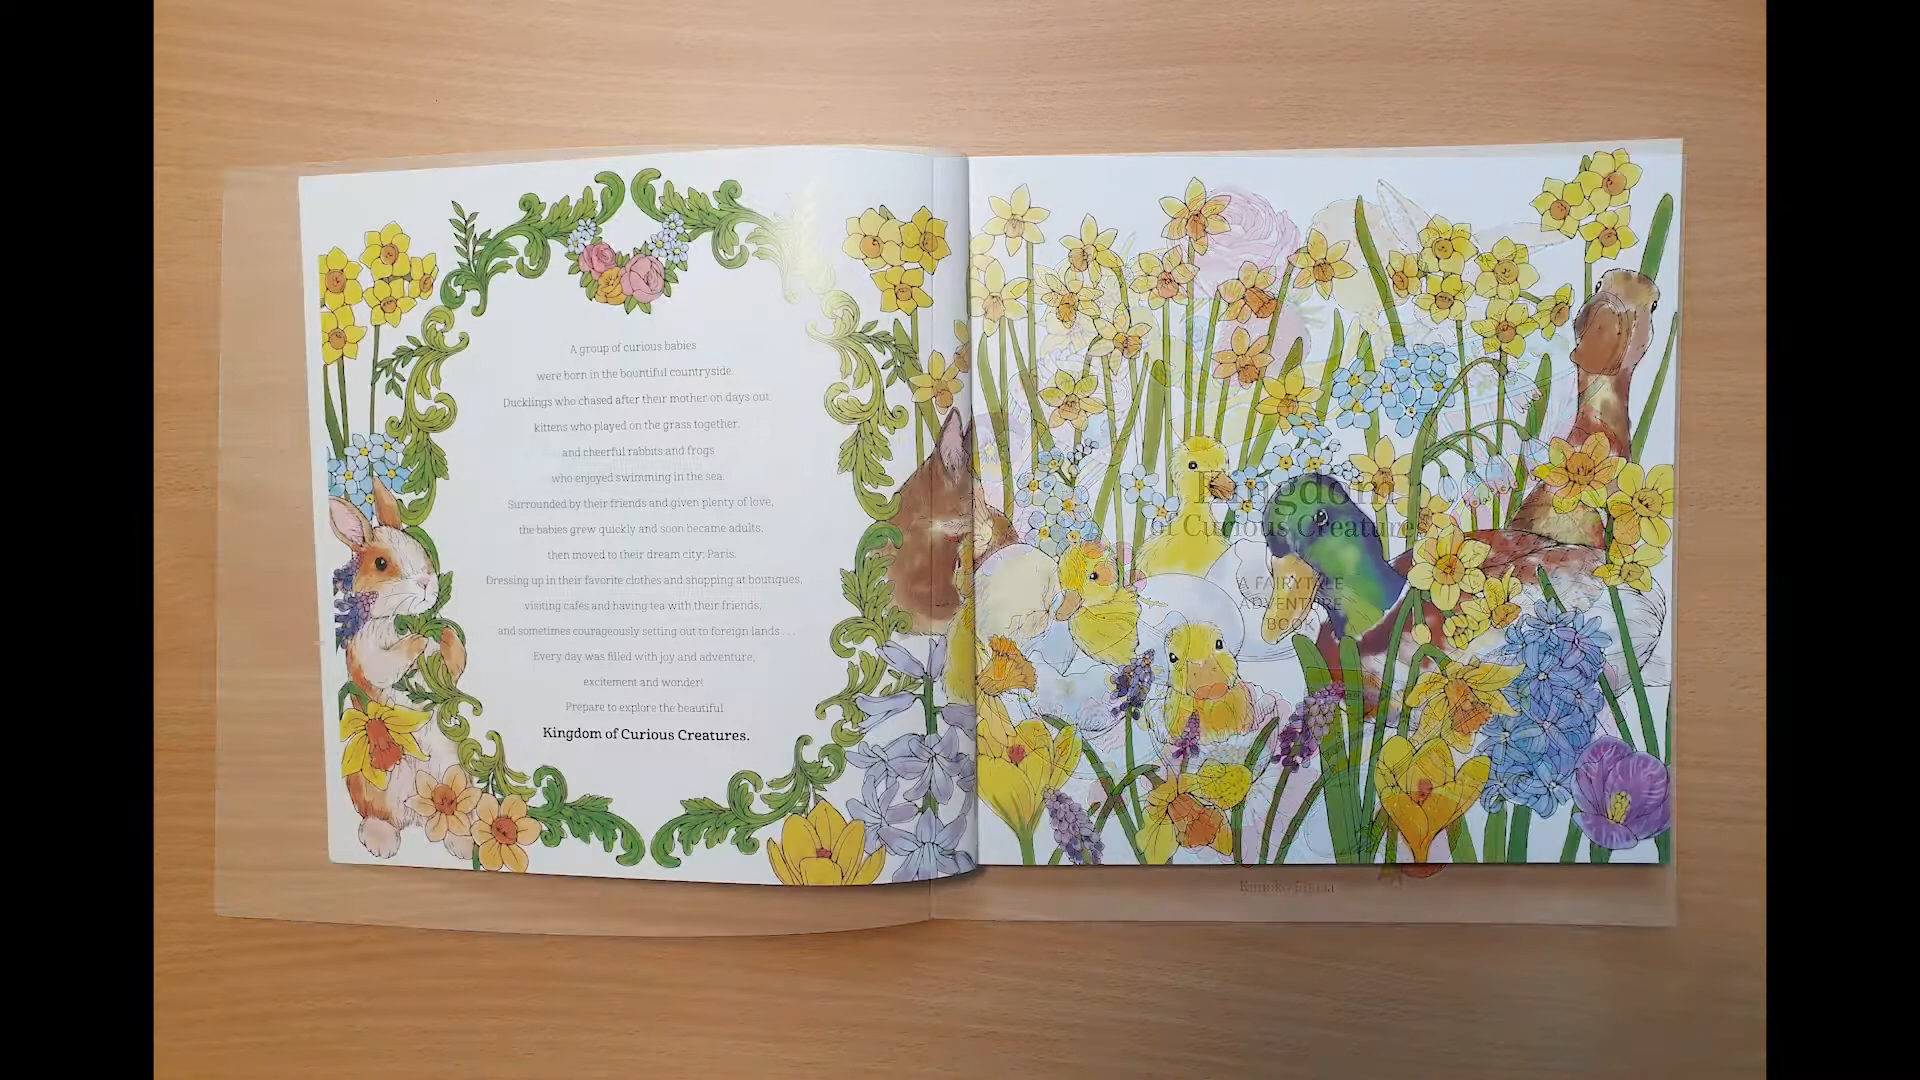 A group of curious babies
were born in the bountiful countryside.
Ducklings who chased after their mother on days out
kittens who played on the grass together,
and cheerful rabbits and frogs
who enjoyed swimming in the sea.
Surrounded by their friends and given plenty of love,
the babies grew quickly and soon became adults,
then moved to their dream city: Paris.
Dressing up in their favorite clothes and shopping at boutiques,
visiting cafes and having tea with their friends,
and sometimes courageously setting out to foreign lands . . .
Every day was filled with joy and adventure,
excitement and wonder!
Prepare to explore the beautiful
Kingdom of Curious Creatures.
Kingdom
of Curious Creatures
A FAIRYTALE
ADVENTURE
BOOK